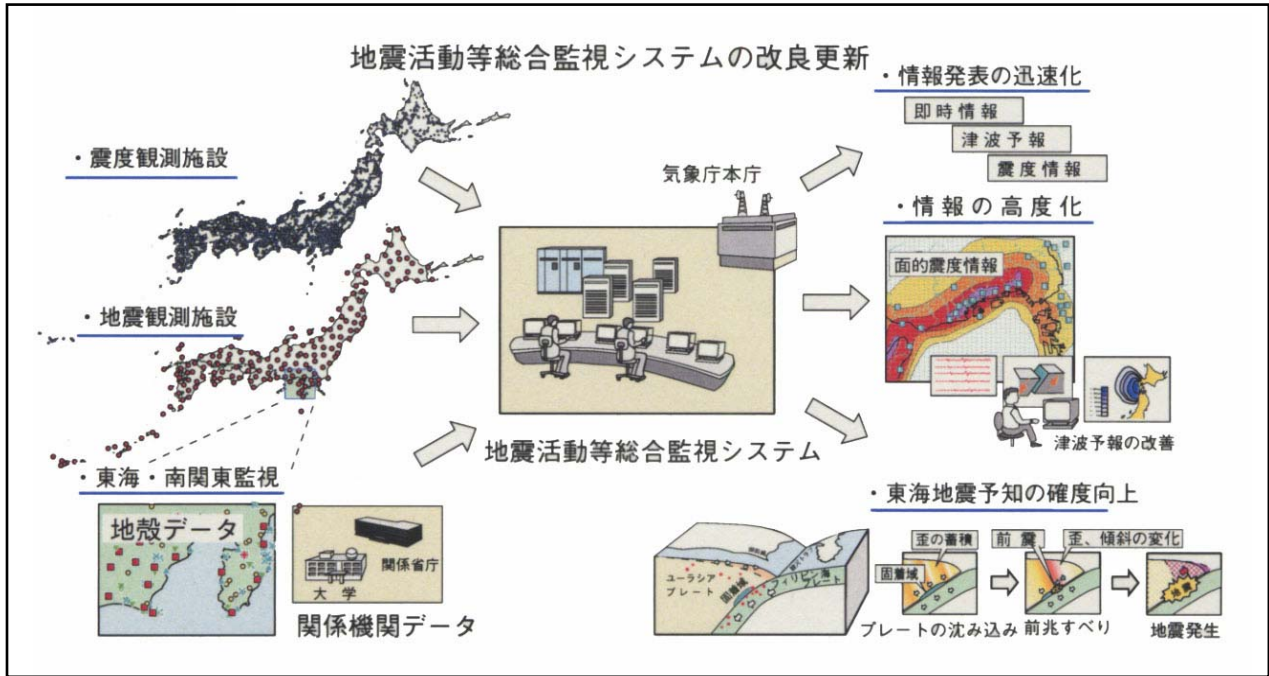 地震活動等総合監視システムの改良更新
・震度観測施設
・地震観測施設
・東海・南関東監視
地殻データ
大学
関係省庁
関係機関データ
気象庁本庁
地震活動等総合監視システム
・情報発表の迅速化
即時情報
津波予報
震度情報
・情報の高度化
面的震度情報
津波予報の改善
・東海地震予知の確度向上
ユーラシア
プレート
固着域
フィリピン海
プレート
歪の蓄積
固着域
プレートの沈み込み
前震
歪、傾斜の変化
前兆すべり
地震
地震発生